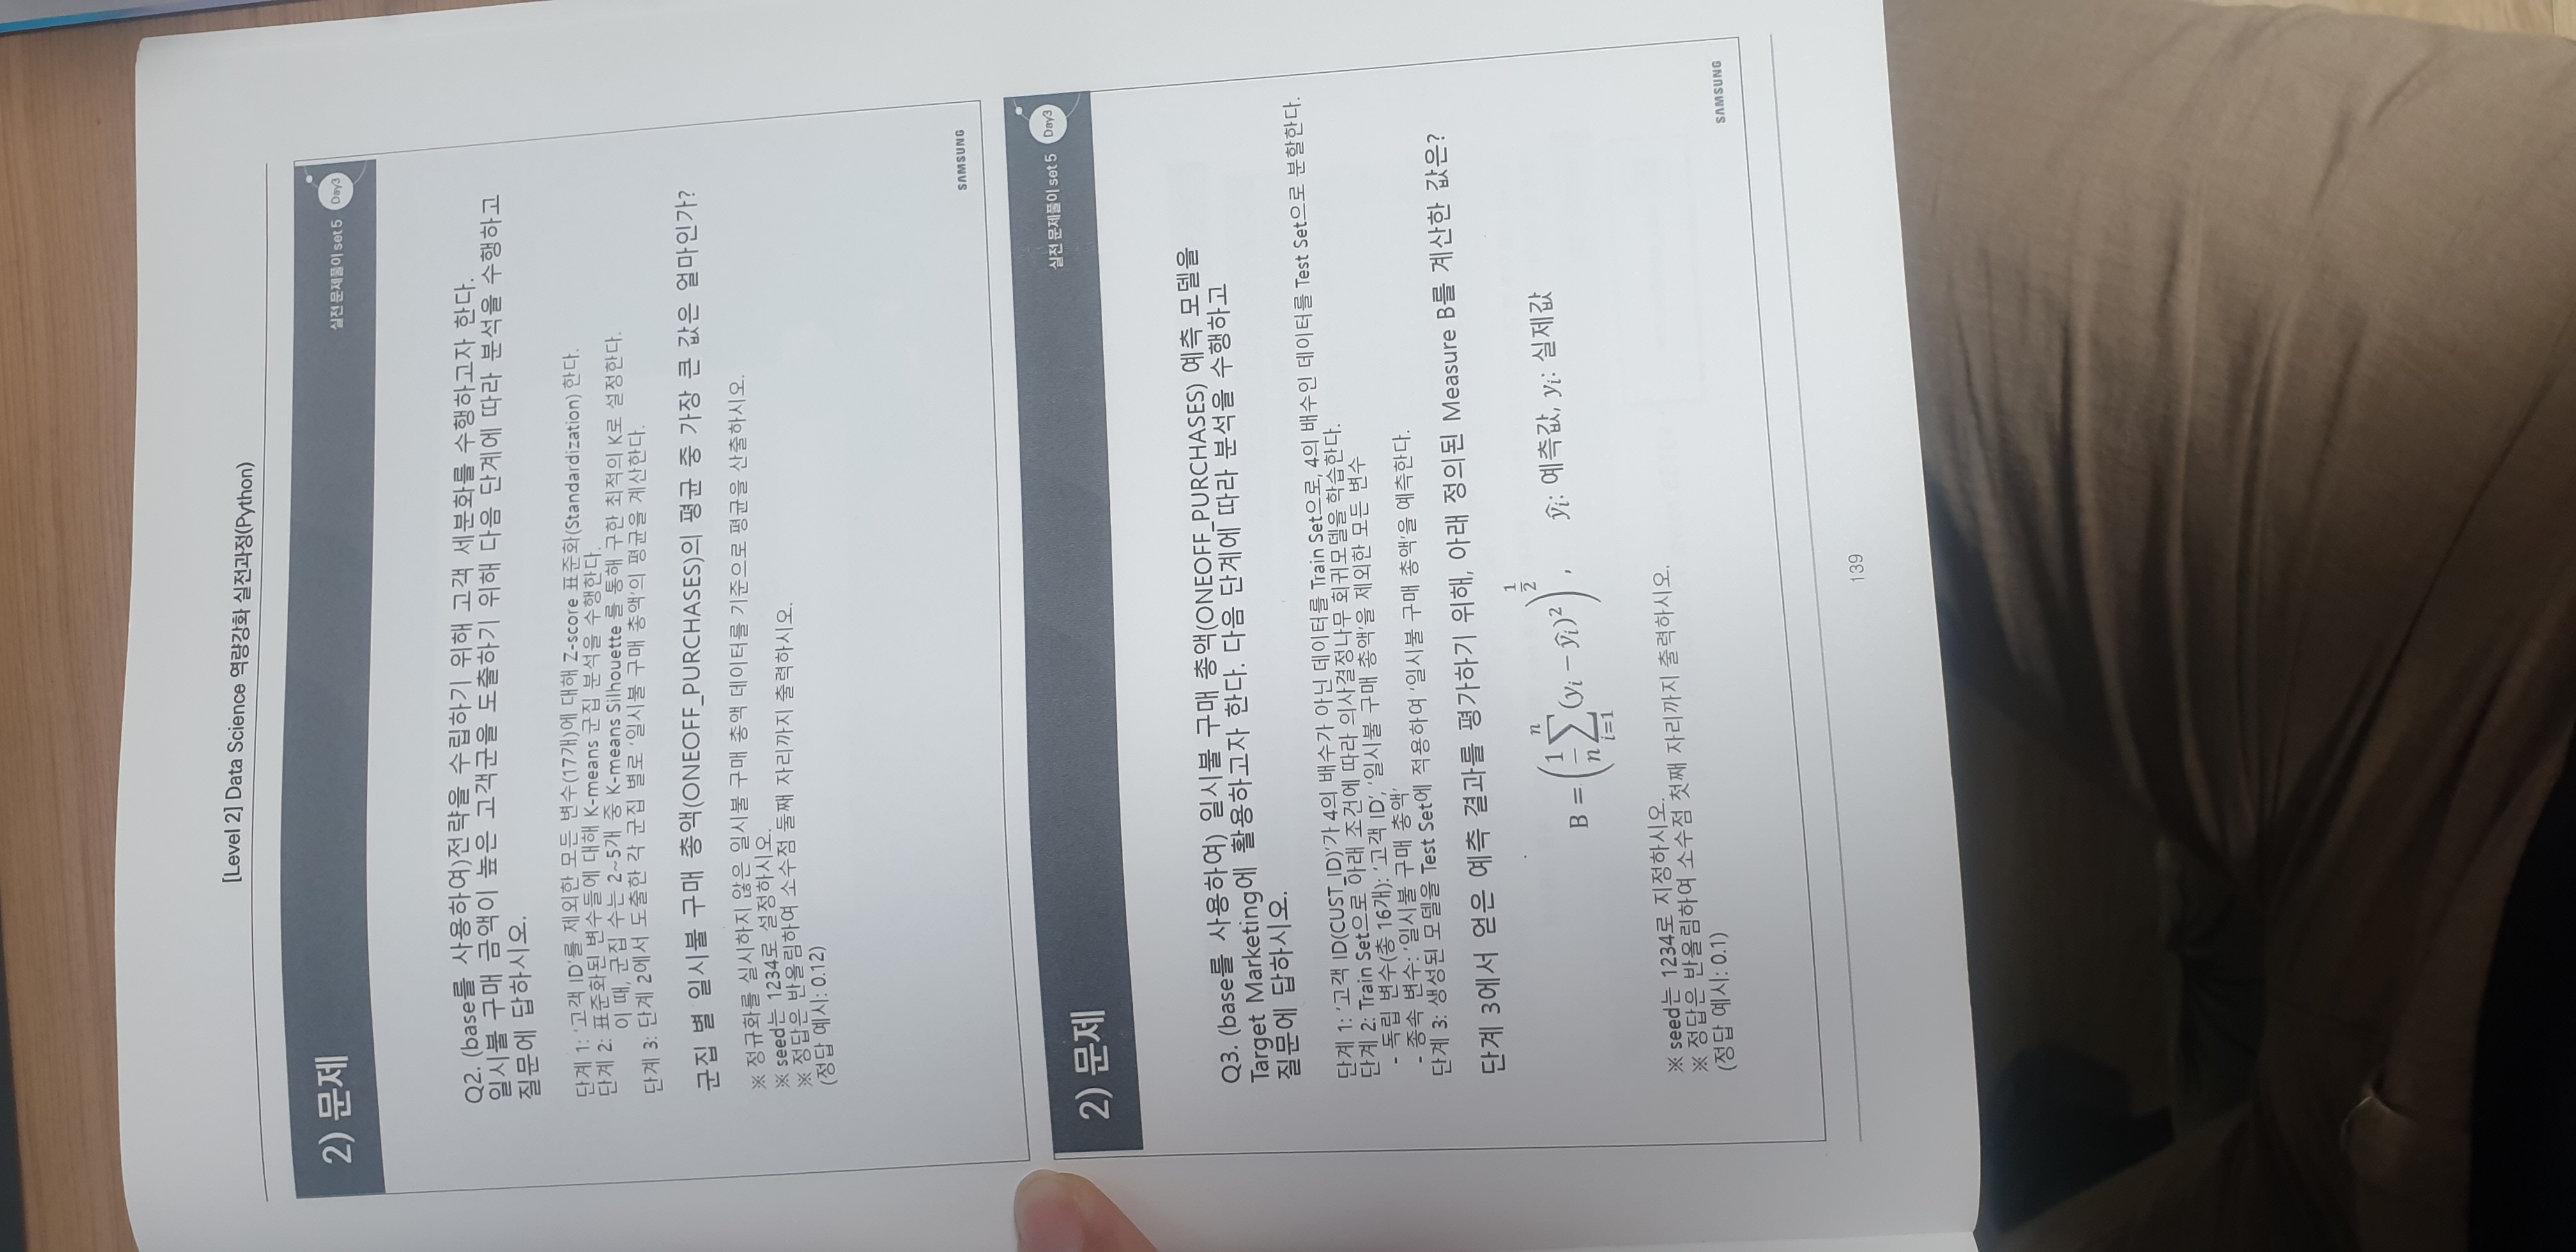 [Level 2] Data Science 역량강화 실전과정(Python)
2) 문제
실전 문제풀이 set 5
Day3
Q2. (base를 사용하여)전략을 수립하기 위해 고객 세분화를 수행하고자 한다.
일시불 구매 금액이 높은 고객군을 도출하기 위해 다음 단계에 따라 분석을 수행하고
질문에 답하시오.
단계 1: '고객 ID'를 제외한 모든 변수(17개)에 대해 Z-score 표준화(Standardization) 한다.
단계 2: 표준화된 변수들에 대해 K-means 군집 분석을 수행한다.
이 때, 군집 수는 2~5개 중 K-means Silhouette 를 통해 구한 최적의 K로 설정한다.
단계 3: 단계 2에서 도출한 각 군집 별로 '일시불 구매 총액'의 평균을 계산한다.
군집 별 일시불 구매 총액(ONEOFF_PURCHASES)의 평균 중 가장 큰 값은 얼마인가?
※ 정규화를 실시하지 않은 일시불 구매 총액 데이터를 기준으로 평균을 산출하시오.
※ seed는 1234로 설정하시오.
※ 정답은 반올림하여 소수점 둘째 자리까지 출력하시오.
(정답 예시: 0.12)
SAMSUNG
2) 문제
실전 문제풀이 set 5
Day3
Q3. (base를 사용하여) 일시불 구매 총액(ONEOFF_PURCHASES) 예측 모델을
Target Marketing에 활용하고자 한다. 다음 단계에 따라 분석을 수행하고
질문에 답하시오.
단계 1: '고객 ID(CUST_ID)'가 4의 배수가 아닌 데이터를 Train Set으로, 4의 배수인 데이터를 Test Set으로 분할한다.
단계 2: Train Set으로 아래 조건에 따라 의사결정나무 회귀모델을 학습한다.
- 독립 변수(총 16개): '고객 ID', '일시불 구매 총액'을 제외한 모든 변수
- 종속 변수: '일시불 구매 총액'
단계 3: 생성된 모델을 Test Set에 적용하여 '일시불 구매 총액'을 예측한다.
단계 3에서 얻은 예측 결과를 평가하기 위해, 아래 정의된 Measure B를 계산한 값은?
B = (1/n ∑_{i=1}^{n} (y_i − ŷ_i)²)^{1/2}, ŷ_i: 예측값, y_i: 실제값
※ seed는 1234로 지정하시오.
※ 정답은 반올림하여 소수점 첫째 자리까지 출력하시오.
(정답 예시: 0.1)
SAMSUNG
139